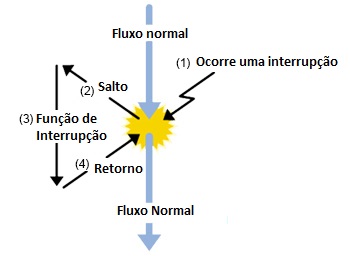 Fluxo normal
(1) Ocorre uma interrupção
(2) Salto
(3) Função de
Interrupção
(4) Retorno
Fluxo Normal